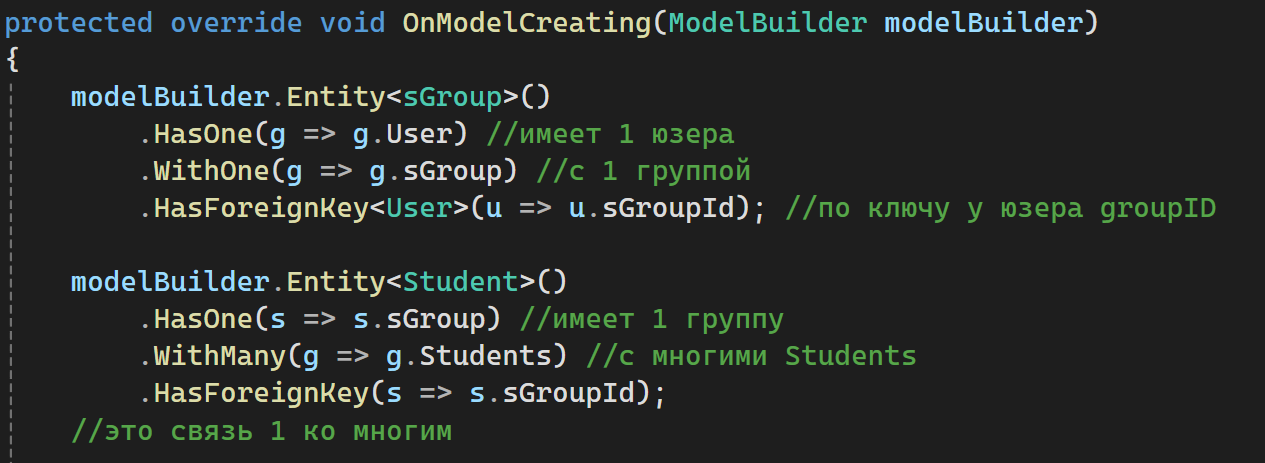 protected override void OnModelCreating(ModelBuilder modelBuilder)
{
modelBuilder.Entity<sGroup>()
.HasOne(g => g.User) //имеет 1 юзера
.WithOne(g => g.sGroup) //с 1 группой
.HasForeignKey<User>(u => u.sGroupId); //по ключу у юзера groupID
modelBuilder.Entity<Student>()
.HasOne(s => s.sGroup) //имеет 1 группу
.WithMany(g => g.Students) //с многими Students
.HasForeignKey(s => s.sGroupId);
//это связь 1 ко многим